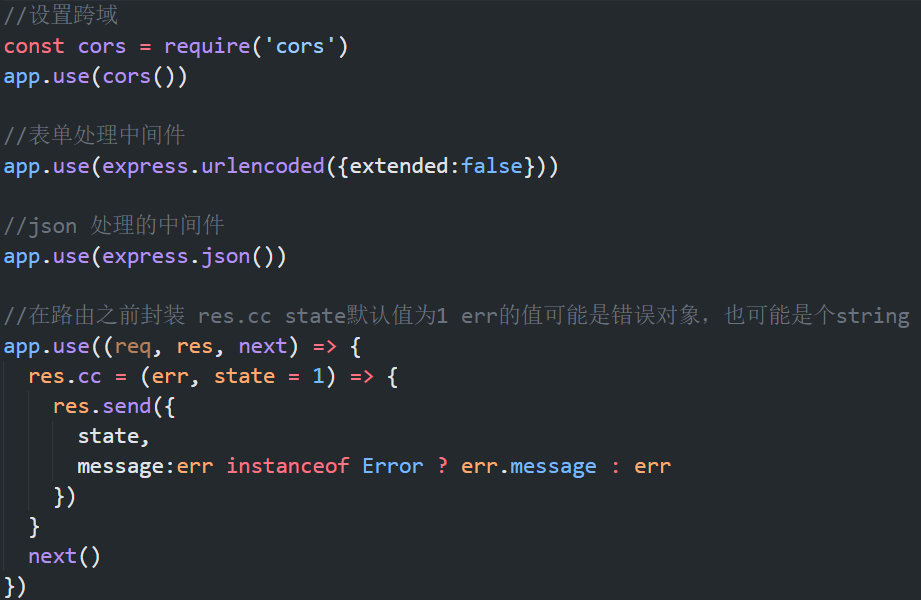 //设置跨域
const cors = require('cors')
app.use(cors())
//表单处理中间件
app.use(express.urlencoded({extended:false}))
//json 处理的中间件
app.use(express.json())
//在路由之前封装 res.cc state默认值为1 err的值可能是错误对象，也可能是个string
app.use((req, res, next) => {
  res.cc = (err, state = 1) => {
    res.send({
      state,
      message:err instanceof Error ? err.message : err
    })
  }
  next()
})